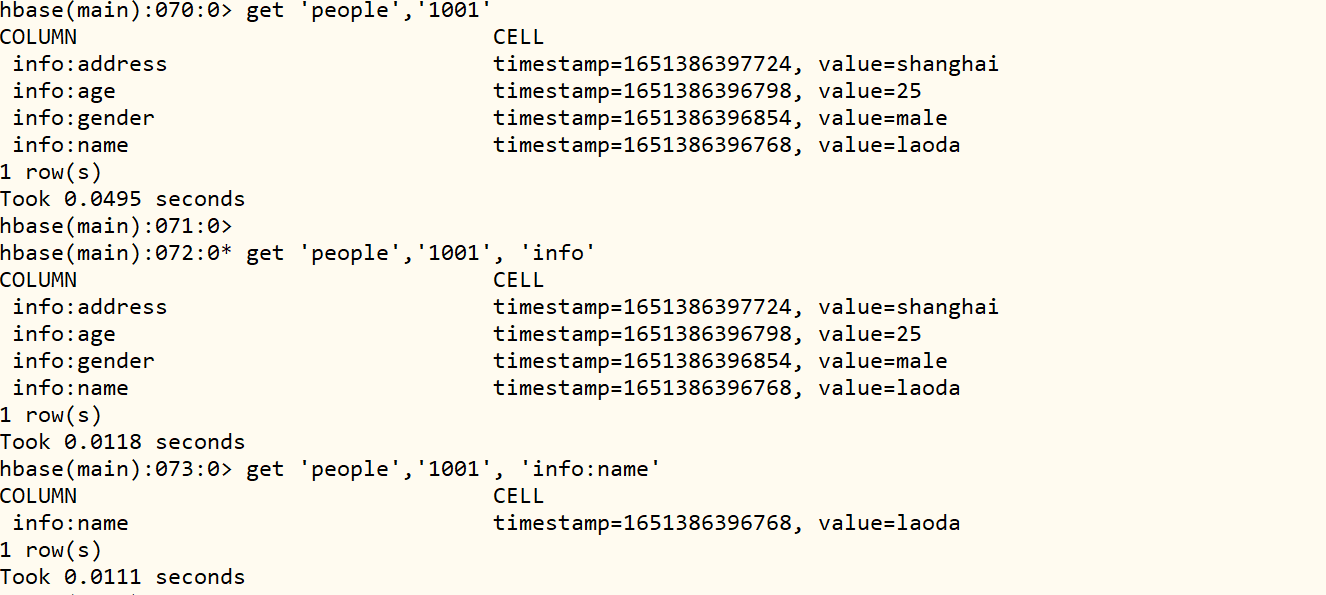 hbase(main):070:0> get 'people','1001'
COLUMN                                CELL
 info:address                         timestamp=1651386397724, value=shanghai
 info:age                             timestamp=1651386396798, value=25
 info:gender                          timestamp=1651386396854, value=male
 info:name                            timestamp=1651386396768, value=laoda
1 row(s)
Took 0.0495 seconds
hbase(main):071:0>
hbase(main):072:0* get 'people','1001', 'info'
COLUMN                                CELL
 info:address                         timestamp=1651386397724, value=shanghai
 info:age                             timestamp=1651386396798, value=25
 info:gender                          timestamp=1651386396854, value=male
 info:name                            timestamp=1651386396768, value=laoda
1 row(s)
Took 0.0118 seconds
hbase(main):073:0> get 'people','1001', 'info:name'
COLUMN                                CELL
 info:name                            timestamp=1651386396768, value=laoda
1 row(s)
Took 0.0111 seconds